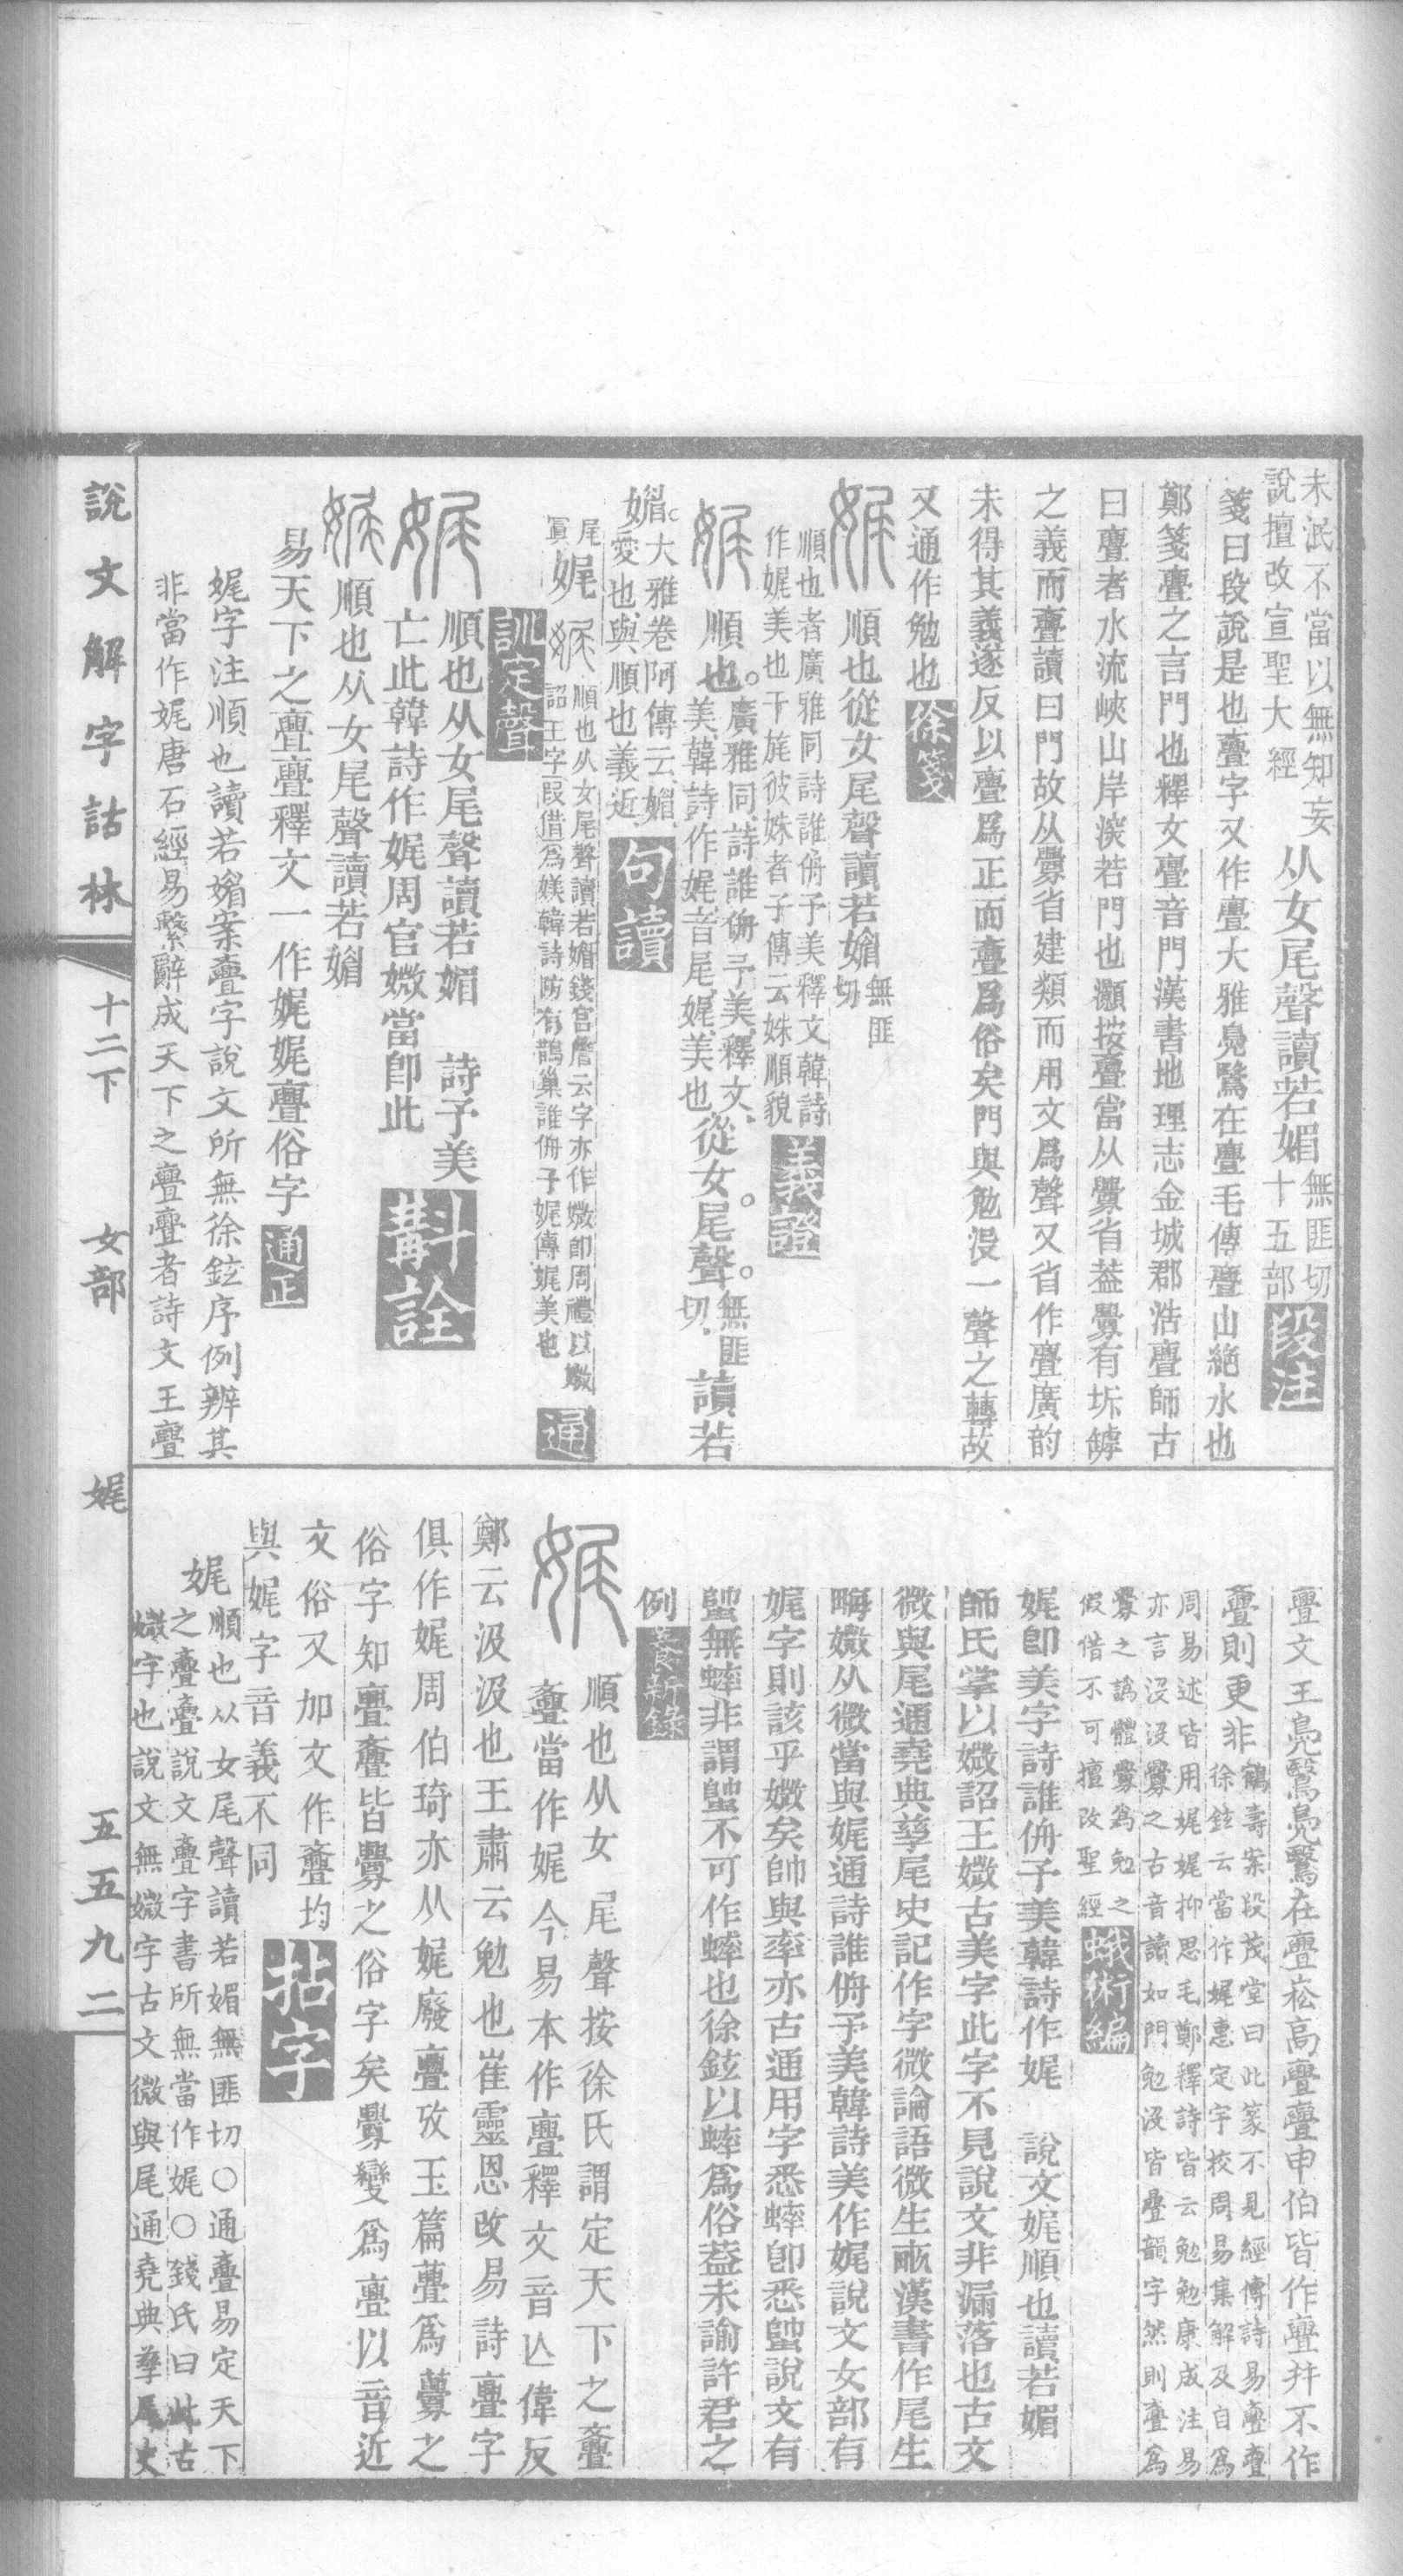 未泯不當以無知妄
說擅改宣聖大經
从女尾聲讀若媚
無匪切
十五部
段注
箋曰段說是也亹字又作亹大雅鳧鷖在亹毛傳亹山絶水也
鄭箋亹之言門也釋文亹音門漢書地理志金城郡浩亹師古
曰亹者水流峽山岸深若門也灝按亹當从釁省葢釁有坼罅
之義而亹讀曰門故从釁省建類而用文爲聲又省作亹廣韵
未得其義遂反以亹爲正而亹爲俗矣門與勉没一聲之轉故
又通作勉也
徐箋
娓
順也從女尾聲讀若媚
無匪
切
順也者廣雅同詩誰侜予美釋文韓詩
作娓美也干旄彼姝者子傳云姝順貌
義證
娓
順也
廣雅同詩誰侜予美釋文
美韓詩作娓音尾娓美也
從女尾聲
無匪
切
讀若
媚
大雅卷阿傳云媚
愛也與順也義近
句讀
尾
娓
順也从女尾聲讀若媚錢宮詹云字亦作媺卽周禮以媺
詔王字叚借爲媄韓詩防有鵲巢誰侜予娓傳娓美也
通
訓定聲
娓
順也从女尾聲讀若媚 詩予美
亡此韓詩作娓周官媺當卽此
斠詮
娓
順也从女尾聲讀若媚
易天下之亹亹釋文一作娓娓亹俗字
通正
娓字注順也讀若媚案亹字說文所無徐鉉序例辨其
非當作娓唐石經易繫辭成天下之亹亹者詩文王亹
亹文王鳧鷖鳧鷖在亹崧高亹亹申伯皆作亹幷不作
亹則更非
鶴壽案段茂堂曰此篆不見經傳詩易亹亹
徐鉉云當作娓惠定宇校周易集解及自爲
周易述皆用娓娓抑思毛鄭釋詩皆云勉勉康成注易
亦言没没釁之古音讀如門勉没皆疊韻字然則亹爲
釁之譌體釁爲勉之
假借不可擅改聖經
蛾術編
娓卽美字詩誰侜予美韓詩作娓 說文娓順也讀若媚
師氏掌以媺詔王媺古美字此字不見說文非漏落也古文
微與尾通堯典孳尾史記作字微論語微生畝漢書作尾生
晦媺从微當與娓通詩誰侜予美韓詩美作娓說文女部有
娓字則該乎媺矣帥與率亦古通用字悉蟀卽悉𧍓說文有
𧍓無蟀非謂𧍓不可作蟀也徐鉉以蟀爲俗葢未諭許君之
例
養新錄
娓
順也从女 尾聲按徐氏謂定天下之亹
亹當作娓今易本作亹釋文音亾偉反
鄭云汲汲也王肅云勉也崔靈恩改易詩亹字
俱作娓周伯琦亦从娓廢亹攷玉篇亹爲釁之
俗字知亹亹皆釁之俗字矣釁變爲亹以音近
文俗又加文作亹均
與娓字音義不同
拈字
娓
順也从女尾聲讀若媚無匪切○通亹易定天下
之亹亹說文亹字書所無當作娓○錢氏曰此古
媺字也說文無媺字古文微與尾通堯典孳尾史
說文解字詁林
十二下
女部
娓
五五九二